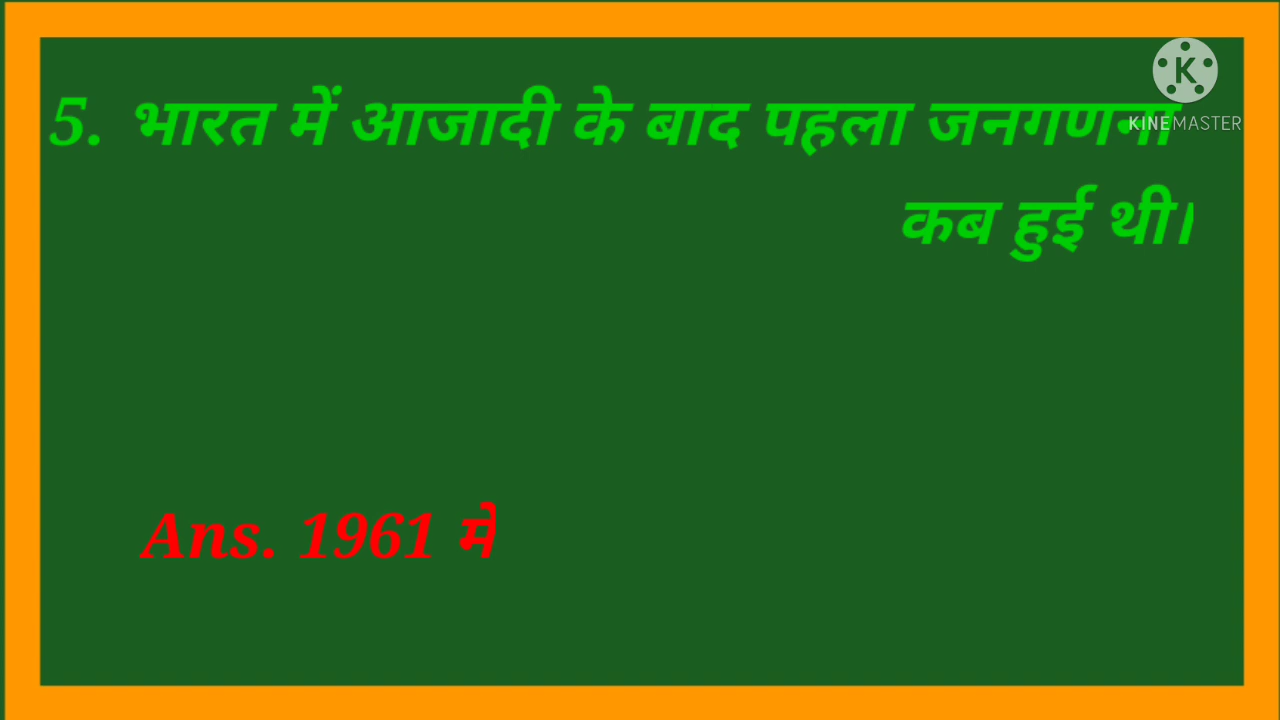 5. भारत में आजादी के बाद पहला जनगणना
कब हुई थी।
Ans. 1961 मे
KINEMASTER